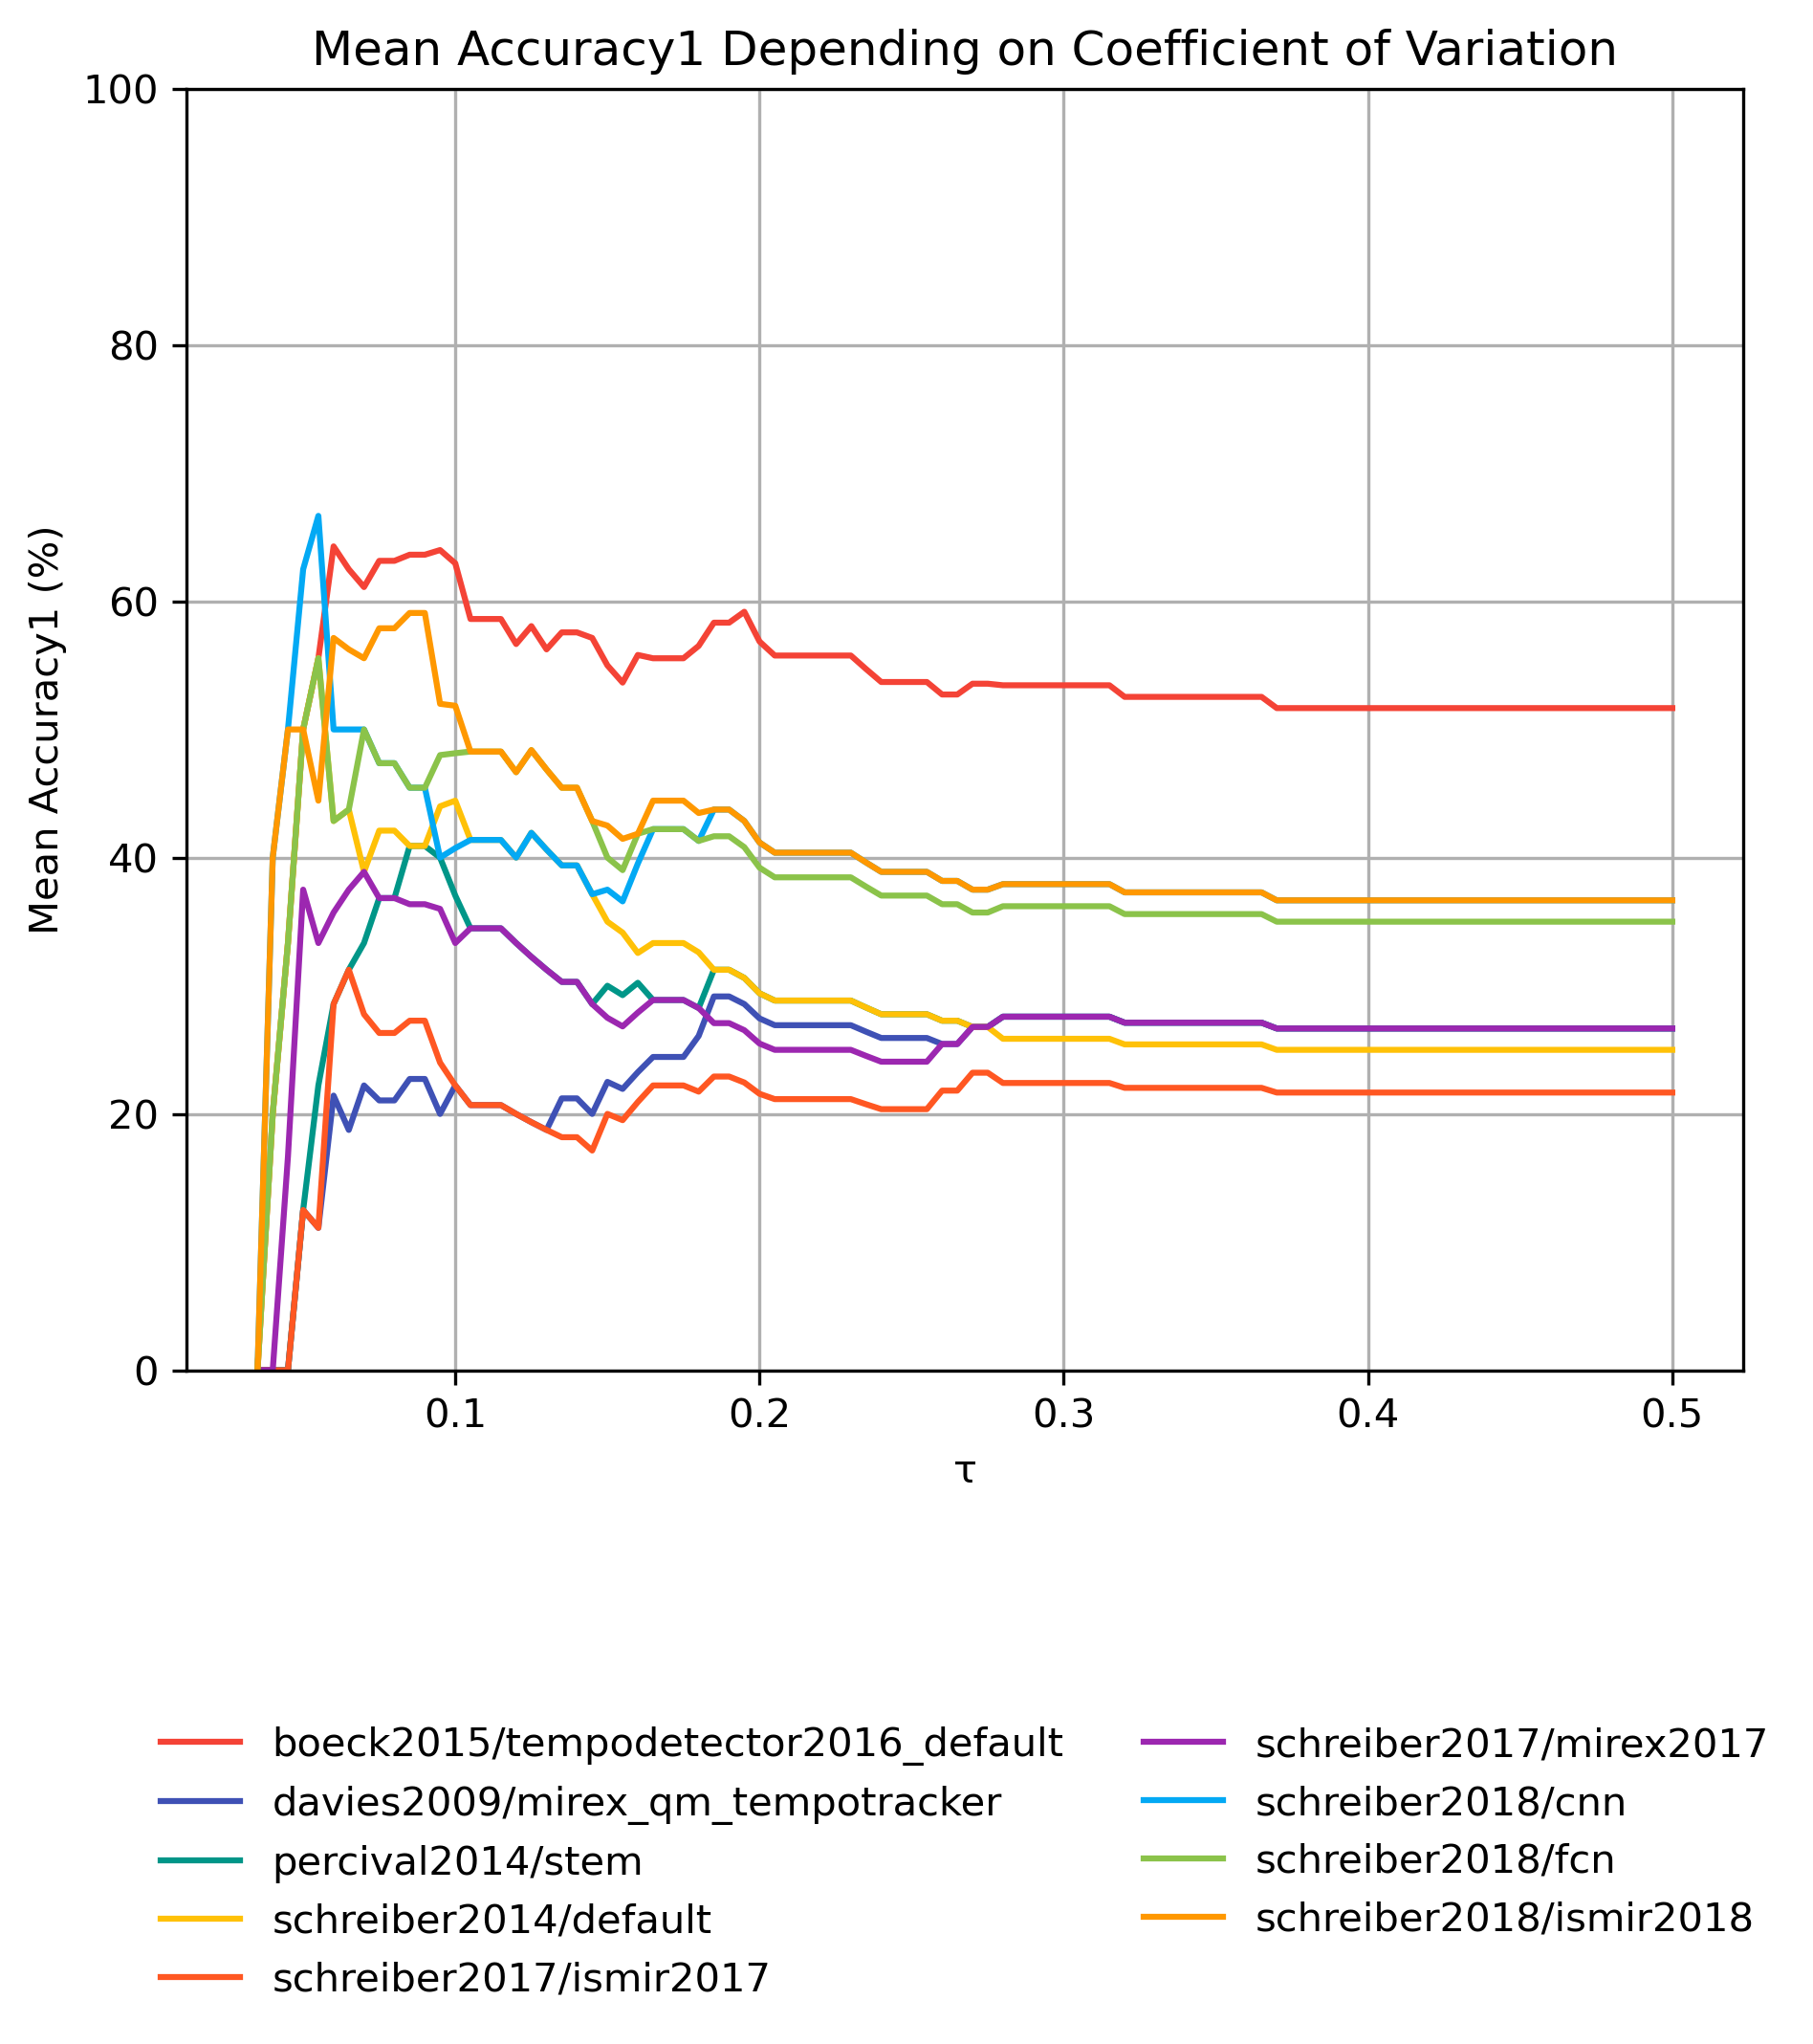 Mean Accuracy1 Depending on Coefficient of Variation
100
80
60
40
20
0
Mean Accuracy1 (%)
0.1 0.2 0.3 0.4 0.5
τ
boeck2015/tempodetector2016_default
davies2009/mirex_qm_tempotracker
percival2014/stem
schreiber2014/default
schreiber2017/ismir2017
schreiber2017/mirex2017
schreiber2018/cnn
schreiber2018/fcn
schreiber2018/ismir2018